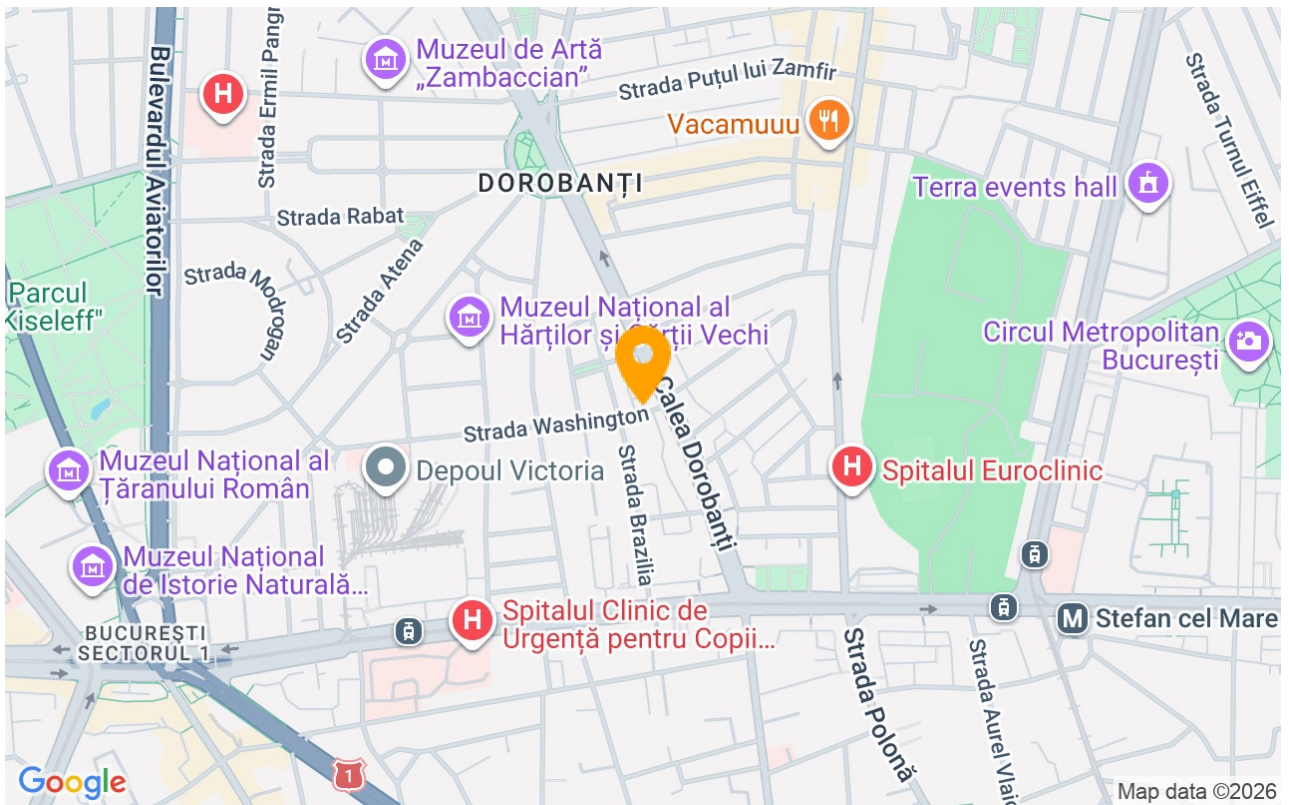 Muzeul de Artă
„Zambaccian”
Strada Ermil Pangr
Bulevardul Aviatorilor
H
Strada Puțul lui Zamfir
Vacamuuu
Strada Turnul Eiffel
DOROBANȚI
Terra events hall
Strada Rabat
Strada Atena
Strada Modrogan
Parcul
Kiseleff"
Muzeul Național al
Hărților și Cărții Vechi
Circul Metropolitan
București
Calea Dorobanți
Strada Washington
Strada Brazilia
Muzeul Național al
Țăranului Român
Depoul Victoria
H
Spitalul Euroclinic
Muzeul Național
de Istorie Naturală...
H
Spitalul Clinic de
Urgență pentru Copii...
BUCUREȘTI
SECTORUL 1
M
Stefan cel Mare
Strada Polonă
Strada Aurel Vlaic
1
Google
Map data ©2026